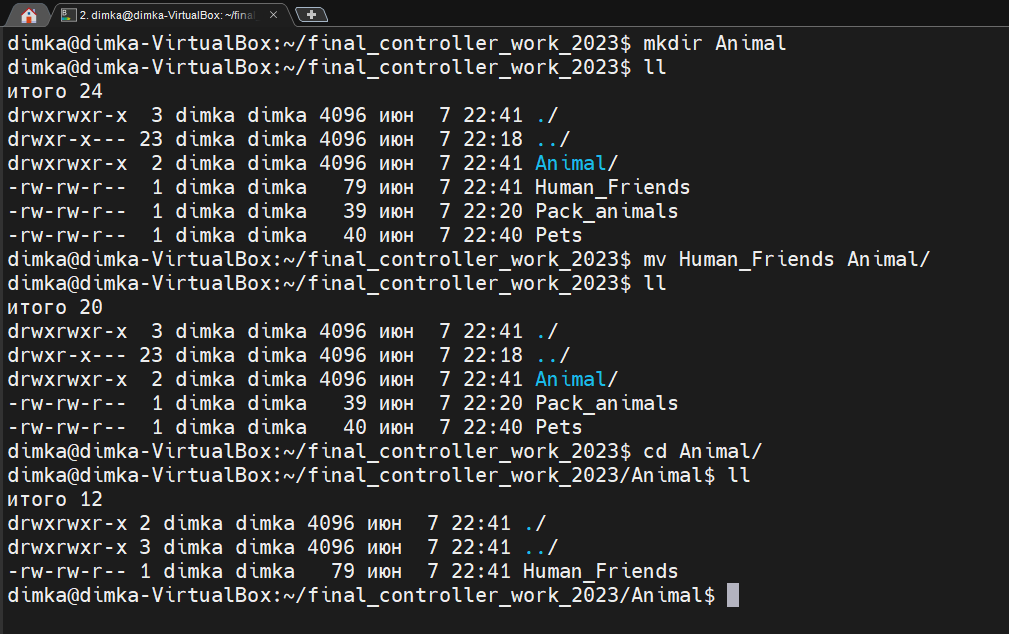 2. dimka@dimka-VirtualBox: ~/final
dimka@dimka-VirtualBox:~/final_controller_work_2023$ mkdir Animal
dimka@dimka-VirtualBox:~/final_controller_work_2023$ ll
итого 24
drwxrwxr-x  3 dimka dimka 4096 июн  7 22:41 ./
drwxr-x--- 23 dimka dimka 4096 июн  7 22:18 ../
drwxrwxr-x  2 dimka dimka 4096 июн  7 22:41 Animal/
-rw-rw-r--  1 dimka dimka   79 июн  7 22:41 Human_Friends
-rw-rw-r--  1 dimka dimka   39 июн  7 22:20 Pack_animals
-rw-rw-r--  1 dimka dimka   40 июн  7 22:40 Pets
dimka@dimka-VirtualBox:~/final_controller_work_2023$ mv Human_Friends Animal/
dimka@dimka-VirtualBox:~/final_controller_work_2023$ ll
итого 20
drwxrwxr-x  3 dimka dimka 4096 июн  7 22:41 ./
drwxr-x--- 23 dimka dimka 4096 июн  7 22:18 ../
drwxrwxr-x  2 dimka dimka 4096 июн  7 22:41 Animal/
-rw-rw-r--  1 dimka dimka   39 июн  7 22:20 Pack_animals
-rw-rw-r--  1 dimka dimka   40 июн  7 22:40 Pets
dimka@dimka-VirtualBox:~/final_controller_work_2023$ cd Animal/
dimka@dimka-VirtualBox:~/final_controller_work_2023/Animal$ ll
итого 12
drwxrwxr-x 2 dimka dimka 4096 июн  7 22:41 ./
drwxrwxr-x 3 dimka dimka 4096 июн  7 22:41 ../
-rw-rw-r-- 1 dimka dimka   79 июн  7 22:41 Human_Friends
dimka@dimka-VirtualBox:~/final_controller_work_2023/Animal$